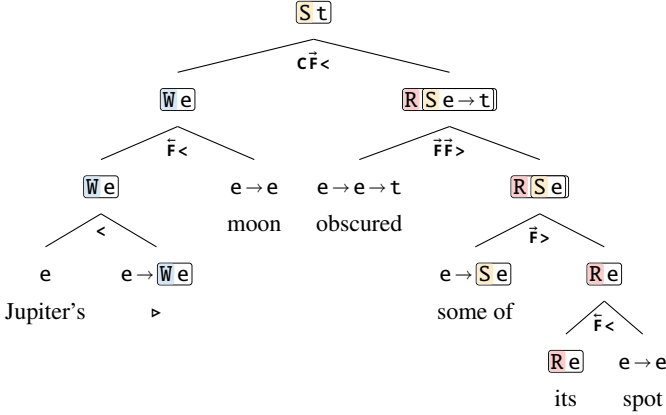 S t
C F⃗ <
W e R S e → t
F⃖ < F⃗ F⃗ >
W e e → e e → e → t R S e
moon obscured
< F⃗ >
e e → W e e → S e R e
Jupiter's ▹ some of
F⃖ <
R e e → e
its spot